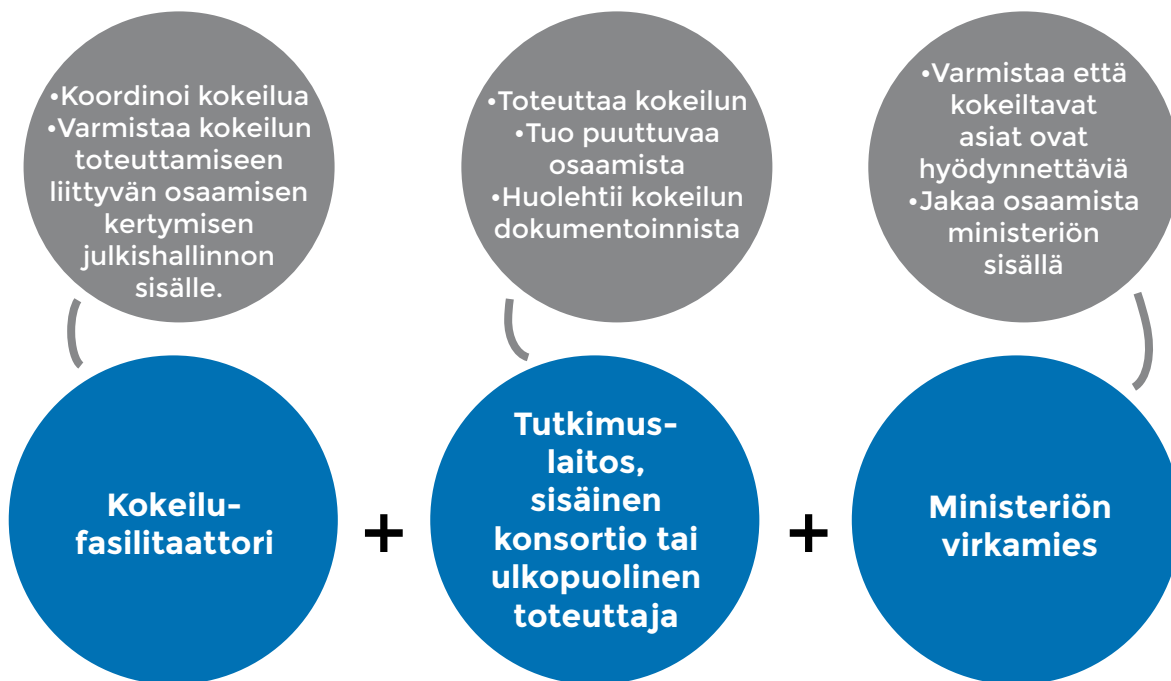 •Koordinoi kokeilua
•Varmistaa kokeilun
toteuttamiseen
liittyvän osaamisen
kertymisen
julkishallinnon
sisälle.
•Toteuttaa kokeilun
•Tuo puuttuvaa
osaamista
•Huolehtii kokeilun
dokumentoinnista
•Varmistaa että
kokeiltavat
asiat ovat
hyödynnettäviä
•Jakaa osaamista
ministeriön
sisällä
Kokeilu-
fasilitaattori
+
Tutkimus-
laitos,
sisäinen
konsortio tai
ulkopuolinen
toteuttaja
+
Ministeriön
virkamies